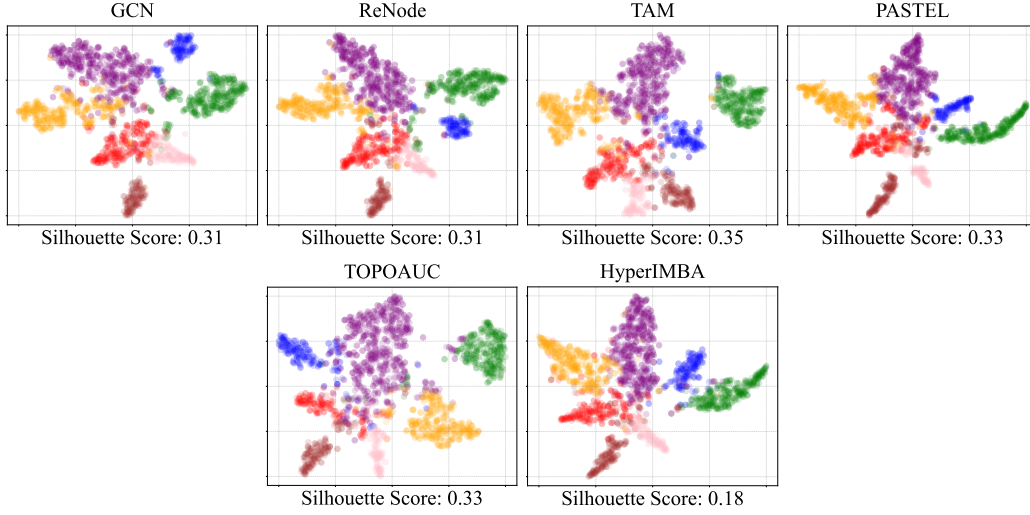 GCN
ReNode
TAM
PASTEL
Silhouette Score: 0.31
Silhouette Score: 0.31
Silhouette Score: 0.35
Silhouette Score: 0.33
TOPOAUC
HyperIMBA
Silhouette Score: 0.33
Silhouette Score: 0.18